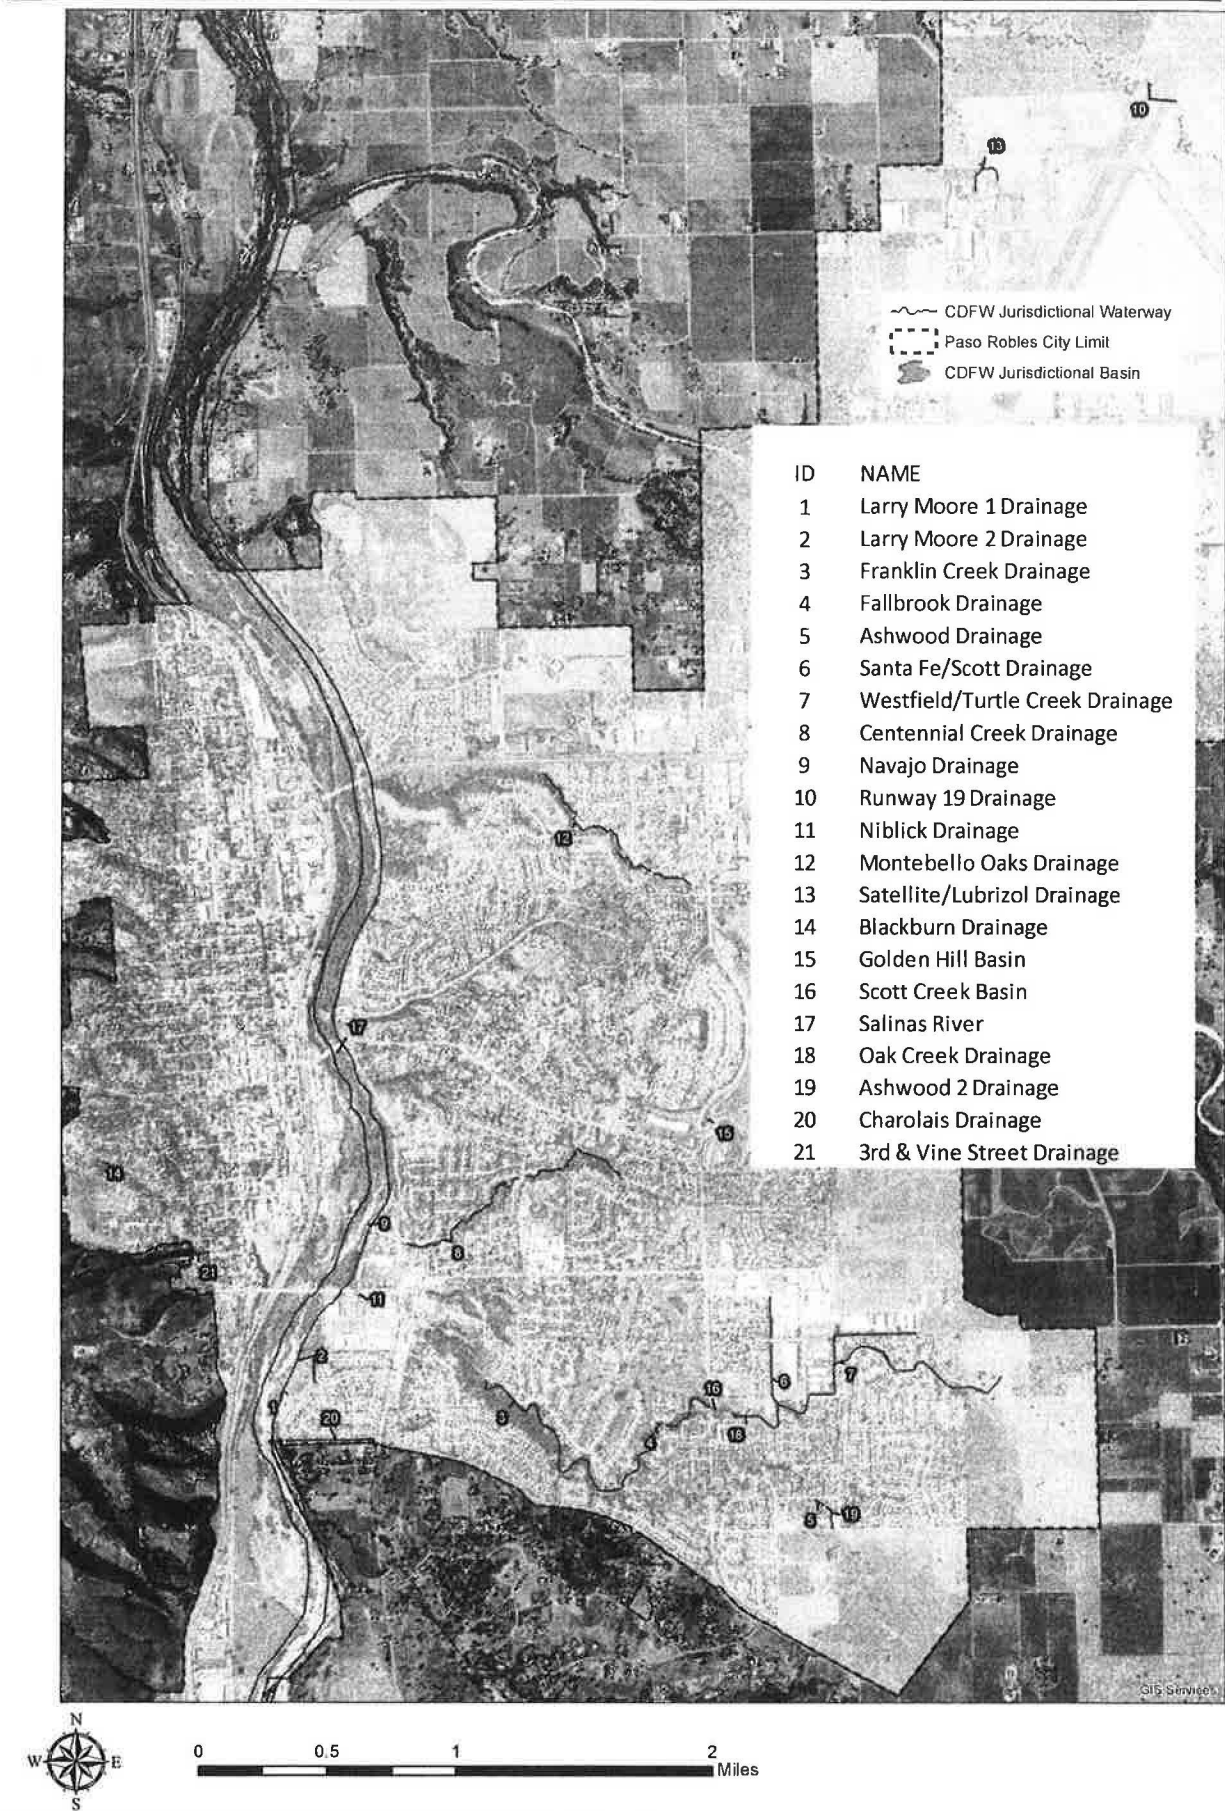 10
13
CDFW Jurisdictional Waterway
Paso Robles City Limit
CDFW Jurisdictional Basin
ID NAME
1 Larry Moore 1 Drainage
2 Larry Moore 2 Drainage
3 Franklin Creek Drainage
4 Fallbrook Drainage
5 Ashwood Drainage
6 Santa Fe/Scott Drainage
7 Westfield/Turtle Creek Drainage
8 Centennial Creek Drainage
9 Navajo Drainage
10 Runway 19 Drainage
11 Niblick Drainage
12 Montebello Oaks Drainage
13 Satellite/Lubrizol Drainage
14 Blackburn Drainage
15 Golden Hill Basin
16 Scott Creek Basin
17 Salinas River
18 Oak Creek Drainage
19 Ashwood 2 Drainage
20 Charolais Drainage
21 3rd & Vine Street Drainage
12
17
15
14
9
8
21
11
2
6
7
16
1
3
20
18
4
5
19
GIS Services
N
W E
S
0 0.5 1 2
Miles